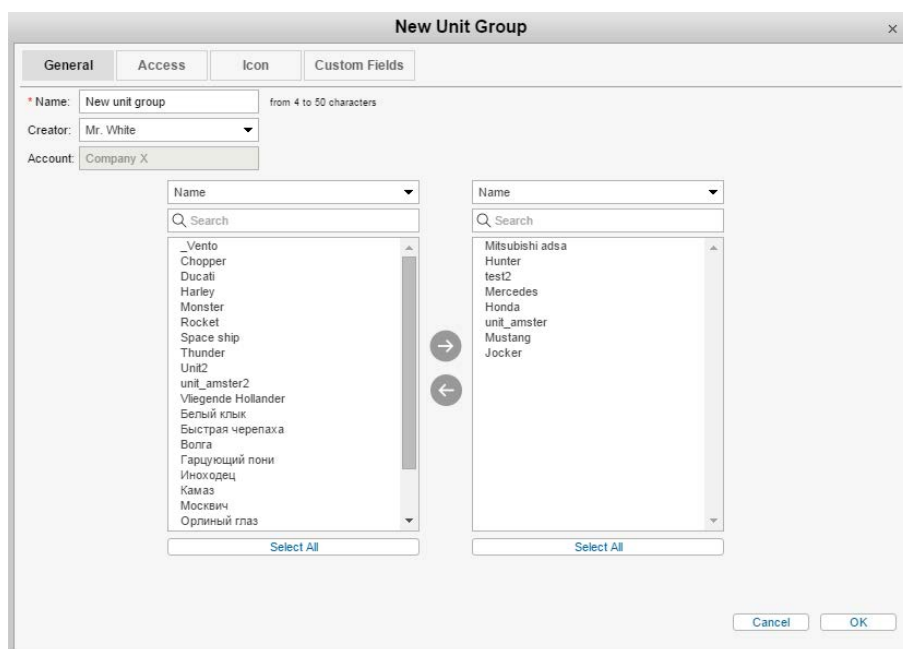 New Unit Group
×
General Access Icon Custom Fields
* Name: New unit group from 4 to 50 characters
Creator: Mr. White
Account: Company X
Name
Search
_Vento
Chopper
Ducati
Harley
Monster
Rocket
Space ship
Thunder
Unit2
unit_amster2
Vliegende Hollander
Белый клык
Быстрая черепаха
Волга
Гарцующий пони
Иноходец
Камаз
Москвич
Орлиный глаз
Select All
Name
Search
Mitsubishi adsa
Hunter
test2
Mercedes
Honda
unit_amster
Mustang
Jocker
Select All
Cancel OK